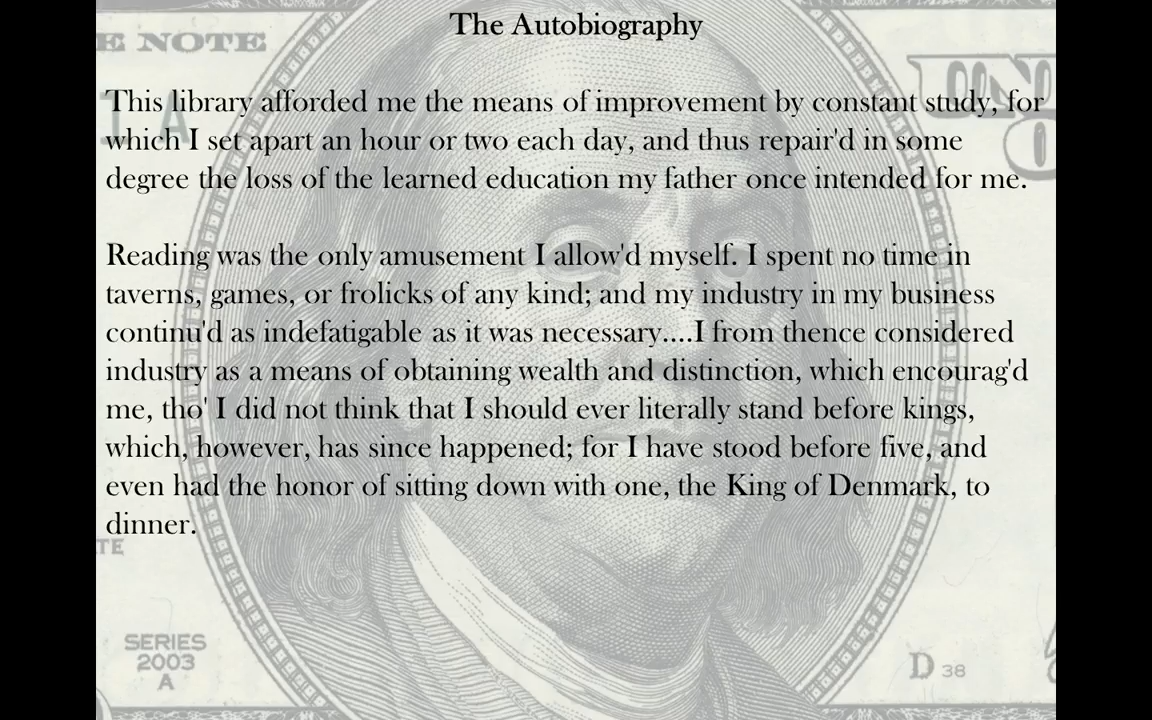 The Autobiography
E NOTE
This library afforded me the means of improvement by constant study, for
which I set apart an hour or two each day, and thus repair'd in some
degree the loss of the learned education my father once intended for me.
Reading was the only amusement I allow'd myself. I spent no time in
taverns, games, or frolicks of any kind; and my industry in my business
continu'd as indefatigable as it was necessary....I from thence considered
industry as a means of obtaining wealth and distinction, which encourag'd
me, tho' I did not think that I should ever literally stand before kings,
which, however, has since happened; for I have stood before five, and
even had the honor of sitting down with one, the King of Denmark, to
dinner.
TE
SERIES
2003
A
D 38